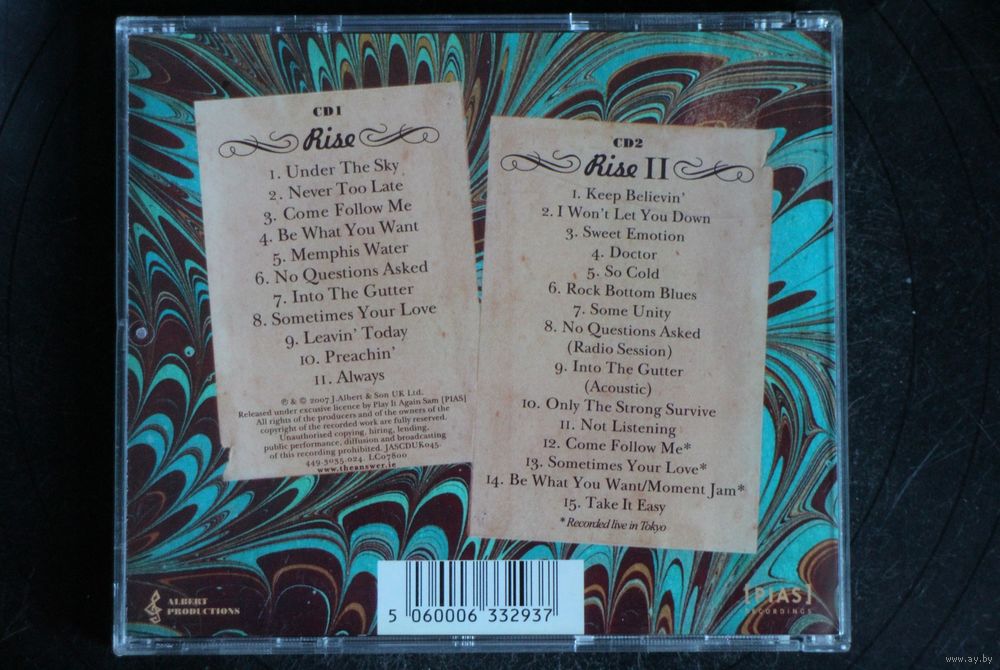 CD1
Rise
1. Under The Sky
2. Never Too Late
3. Come Follow Me
4. Be What You Want
5. Memphis Water
6. No Questions Asked
7. Into The Gutter
8. Sometimes Your Love
9. Leavin' Today
10. Preachin'
11. Always
℗ & © 2007 J.Albert & Son UK Ltd.
Released under excusive licence by Play It Again Sam [PIAS]
All rights of the producers and of the owners of the
copyright of the recorded work are fully reserved.
Unauthorised copying, hiring, lending,
public performance, diffusion and broadcasting
of this recording prohibited. JASCDUK045.
449.3035.024. LC07800
www.theanswer.ie
CD2
Rise II
1. Keep Believin'
2. I Won't Let You Down
3. Sweet Emotion
4. Doctor
5. So Cold
6. Rock Bottom Blues
7. Some Unity
8. No Questions Asked
(Radio Session)
9. Into The Gutter
(Acoustic)
10. Only The Strong Survive
11. Not Listening
12. Come Follow Me*
13. Sometimes Your Love*
14. Be What You Want/Moment Jam*
15. Take It Easy
* Recorded live in Tokyo
ALBERT
PRODUCTIONS
5 060006 332937
[PIAS]
RECORDINGS
www.ay.by